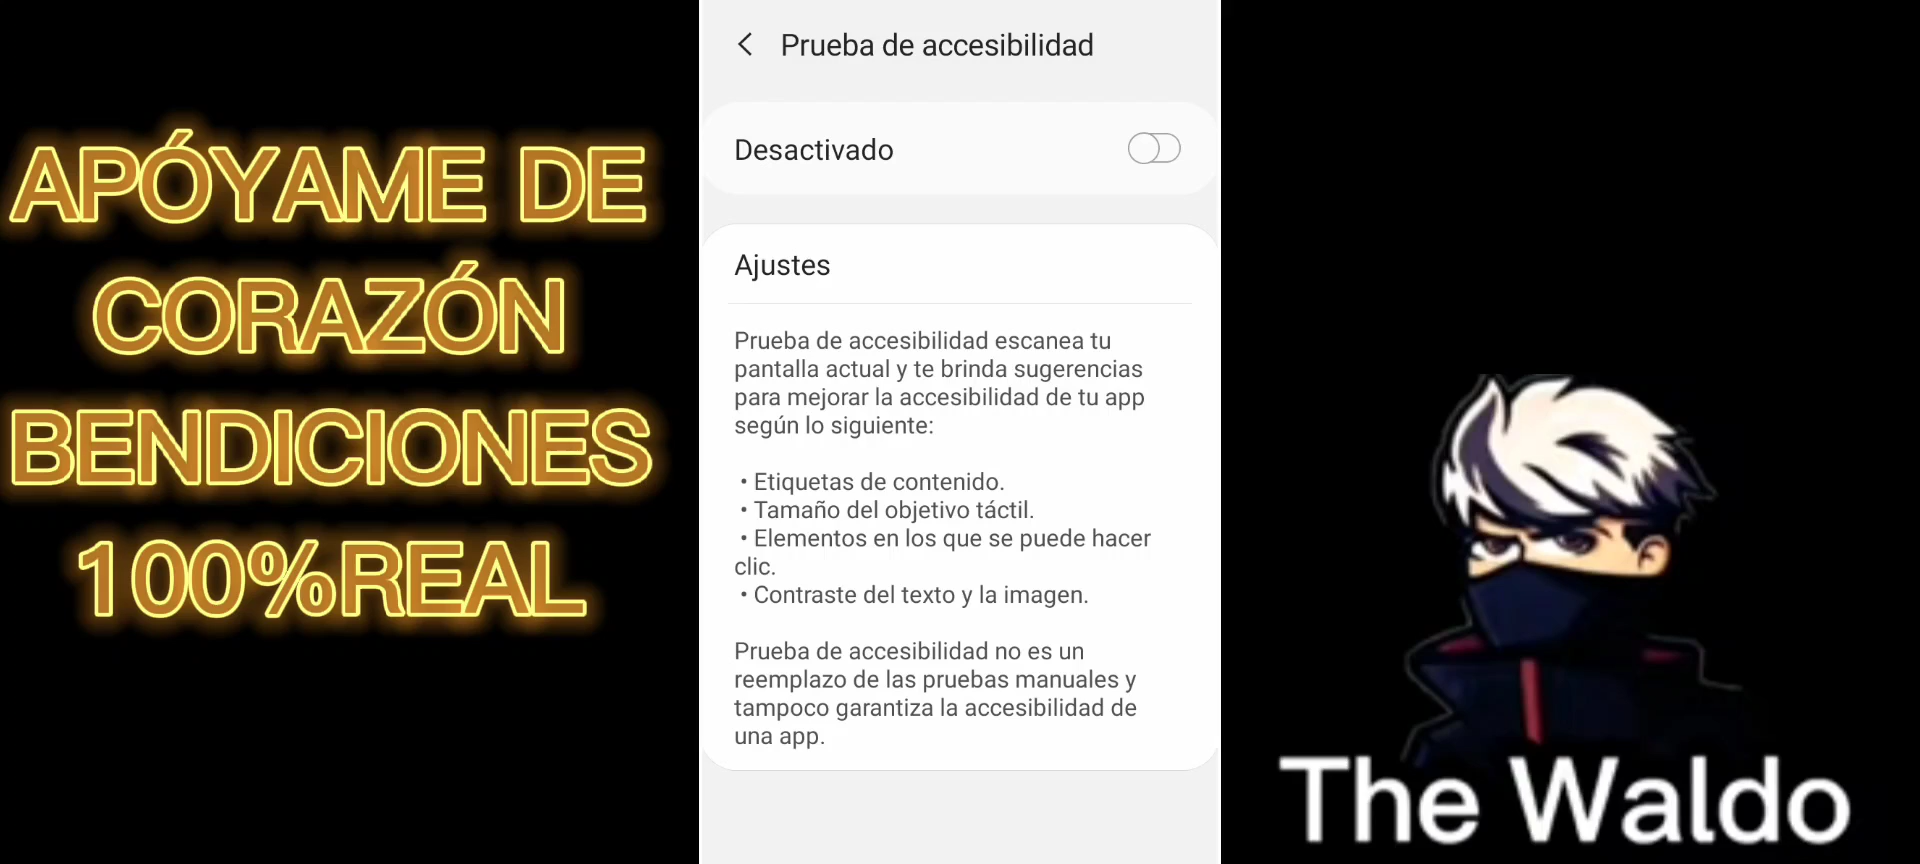 APÓYAME DE
CORAZÓN
BENDICIONES
100%REAL
Prueba de accesibilidad
Desactivado
Ajustes
Prueba de accesibilidad escanea tu
pantalla actual y te brinda sugerencias
para mejorar la accesibilidad de tu app
según lo siguiente:
• Etiquetas de contenido.
• Tamaño del objetivo táctil.
• Elementos en los que se puede hacer
clic.
• Contraste del texto y la imagen.
Prueba de accesibilidad no es un
reemplazo de las pruebas manuales y
tampoco garantiza la accesibilidad de
una app.
The Waldo